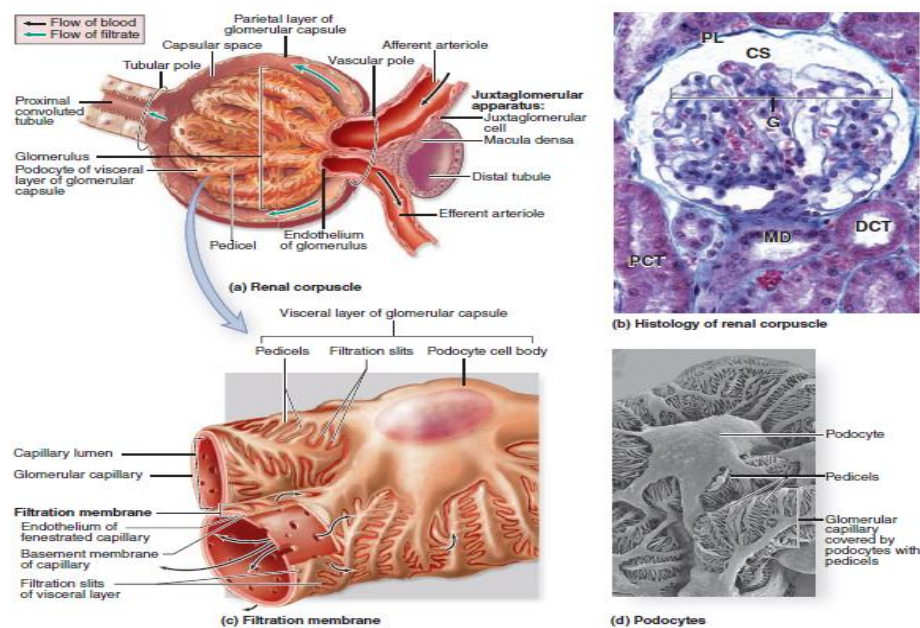 Flow of blood
Flow of filtrate
Parietal layer of
glomerular capsule
Capsular space
Tubular pole
Vascular pole
Afferent arteriole
Proximal
convoluted
tubule
Juxtaglomerular
apparatus:
Juxtaglomerular
cell
Macula densa
Glomerulus
Podocyte of visceral
layer of glomerular
capsule
Distal tubule
Pedicel
Endothelium
of glomerulus
Efferent arteriole
(a) Renal corpuscle
PL
CS
G
MD
DCT
PCT
(b) Histology of renal corpuscle
Visceral layer of glomerular capsule
Pedicels
Filtration slits
Podocyte cell body
Capillary lumen
Glomerular capillary
Filtration membrane
Endothelium of
fenestrated capillary
Basement membrane
of capillary
Filtration slits
of visceral layer
(c) Filtration membrane
Podocyte
Pedicels
Glomerular
capillary
covered by
podocytes with
pedicels
(d) Podocytes